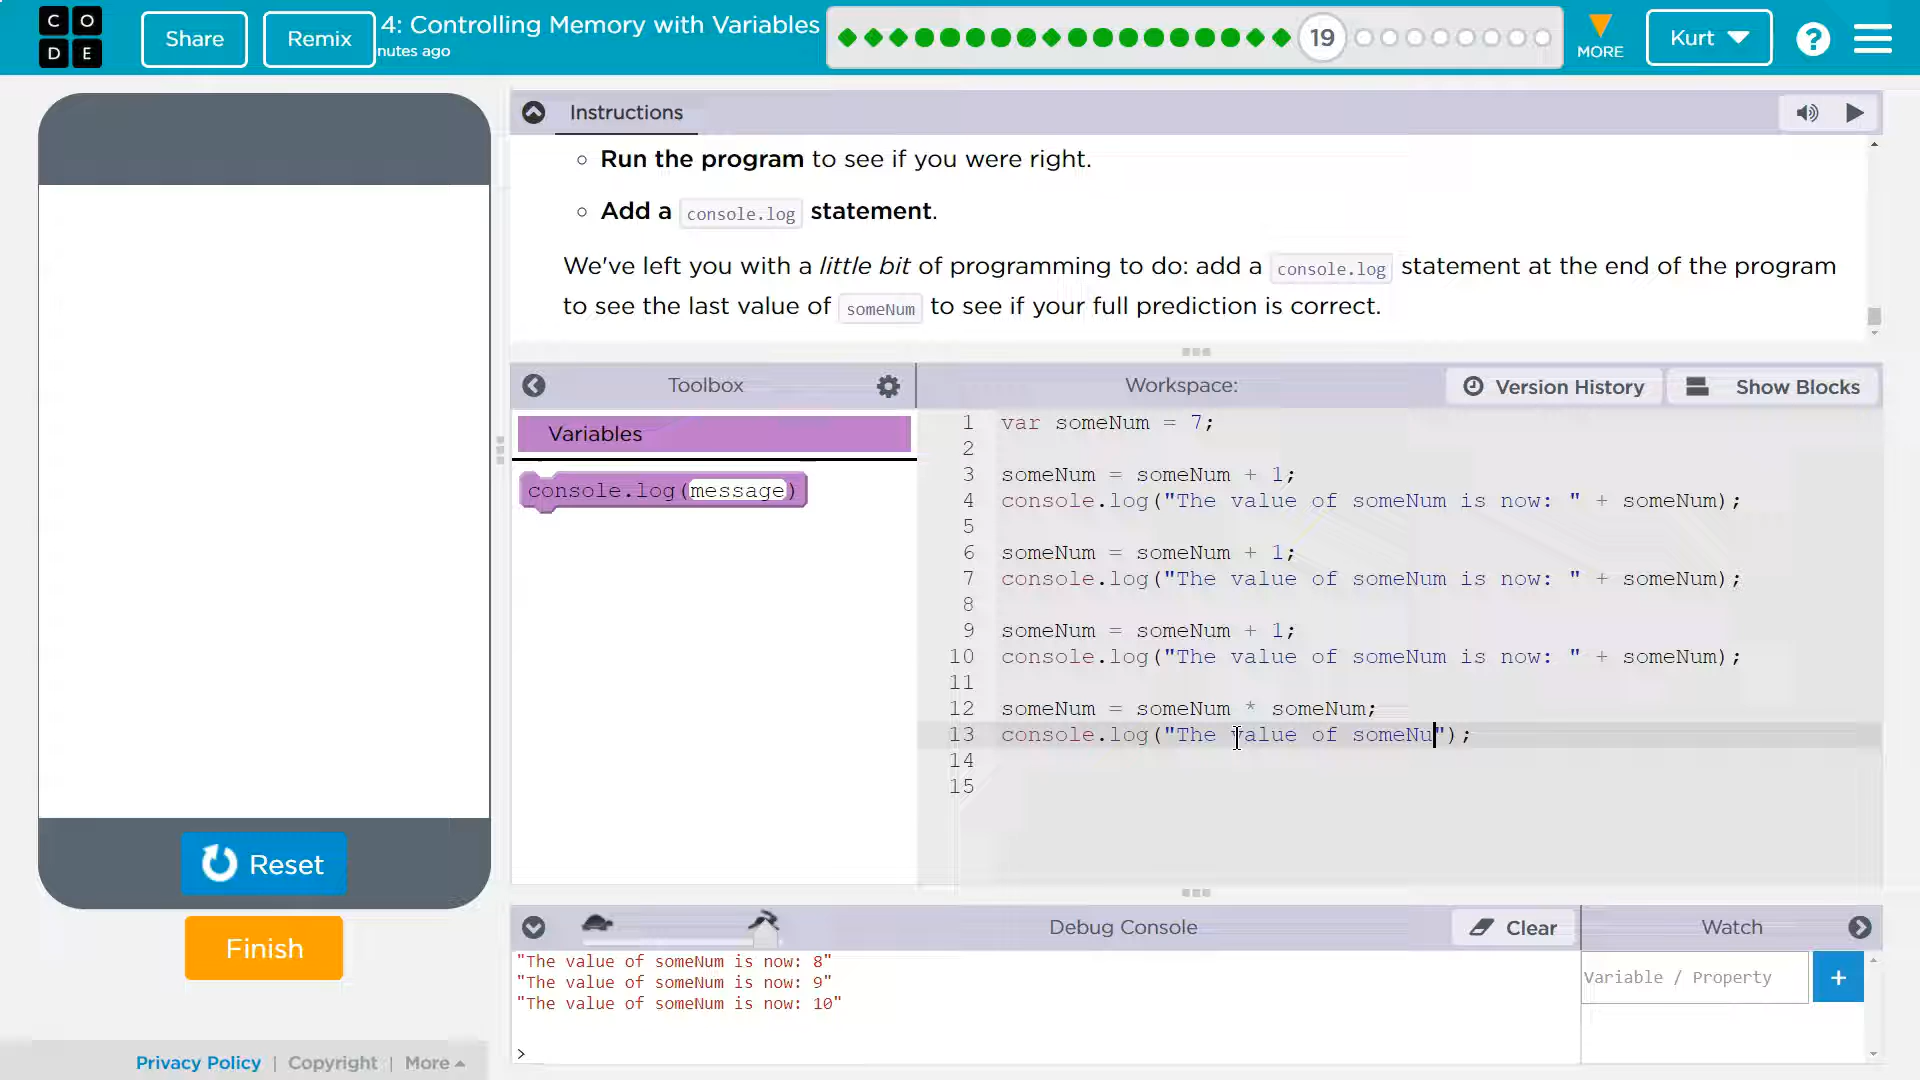 CODE
Share
Remix
4: Controlling Memory with Variables
nutes ago
19
MORE
Kurt
?
Instructions
Run the program to see if you were right.
Add a console.log statement.
We've left you with a little bit of programming to do: add a console.log statement at the end of the program
to see the last value of someNum to see if your full prediction is correct.
Toolbox
Workspace:
Version History
Show Blocks
Variables
console.log(message)
1 var someNum = 7;
2
3 someNum = someNum + 1;
4 console.log("The value of someNum is now: " + someNum);
5
6 someNum = someNum + 1;
7 console.log("The value of someNum is now: " + someNum);
8
9 someNum = someNum + 1;
10 console.log("The value of someNum is now: " + someNum);
11
12 someNum = someNum * someNum;
13 console.log("The value of someNu");
14
15
Reset
Finish
Debug Console
Clear
Watch
"The value of someNum is now: 8"
"The value of someNum is now: 9"
"The value of someNum is now: 10"
>
Variable / Property
+
Privacy Policy | Copyright | More